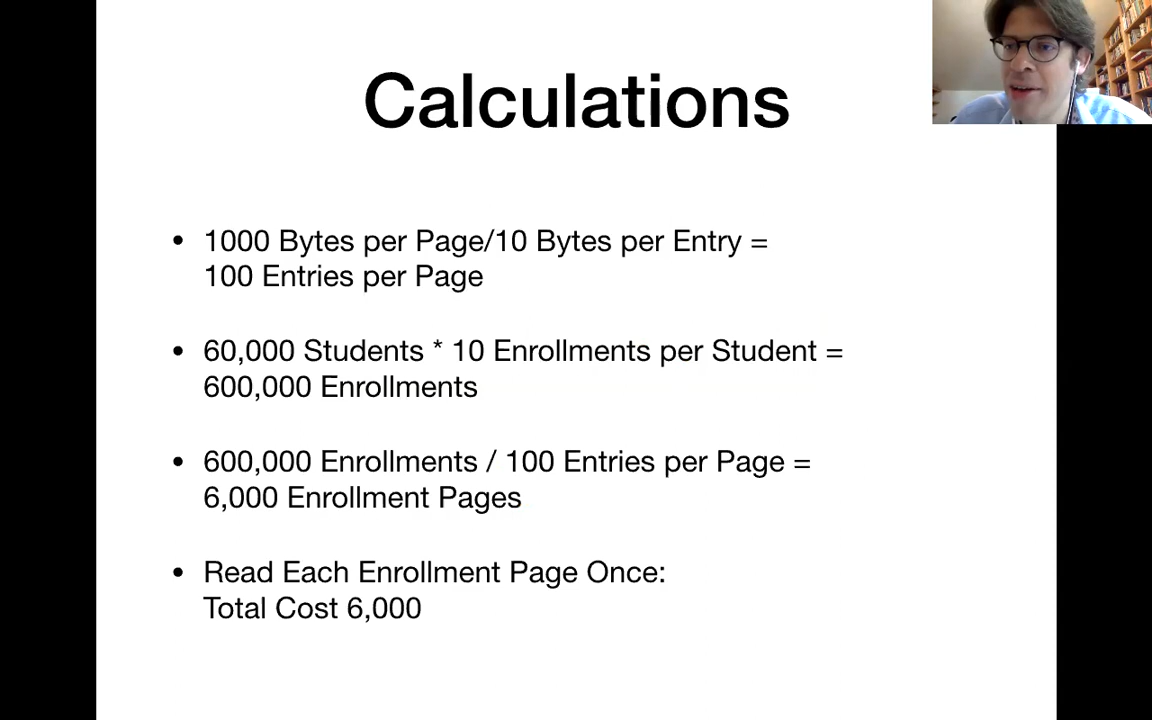 Calculations
• 1000 Bytes per Page/10 Bytes per Entry =
100 Entries per Page
• 60,000 Students * 10 Enrollments per Student =
600,000 Enrollments
• 600,000 Enrollments / 100 Entries per Page =
6,000 Enrollment Pages
• Read Each Enrollment Page Once:
Total Cost 6,000